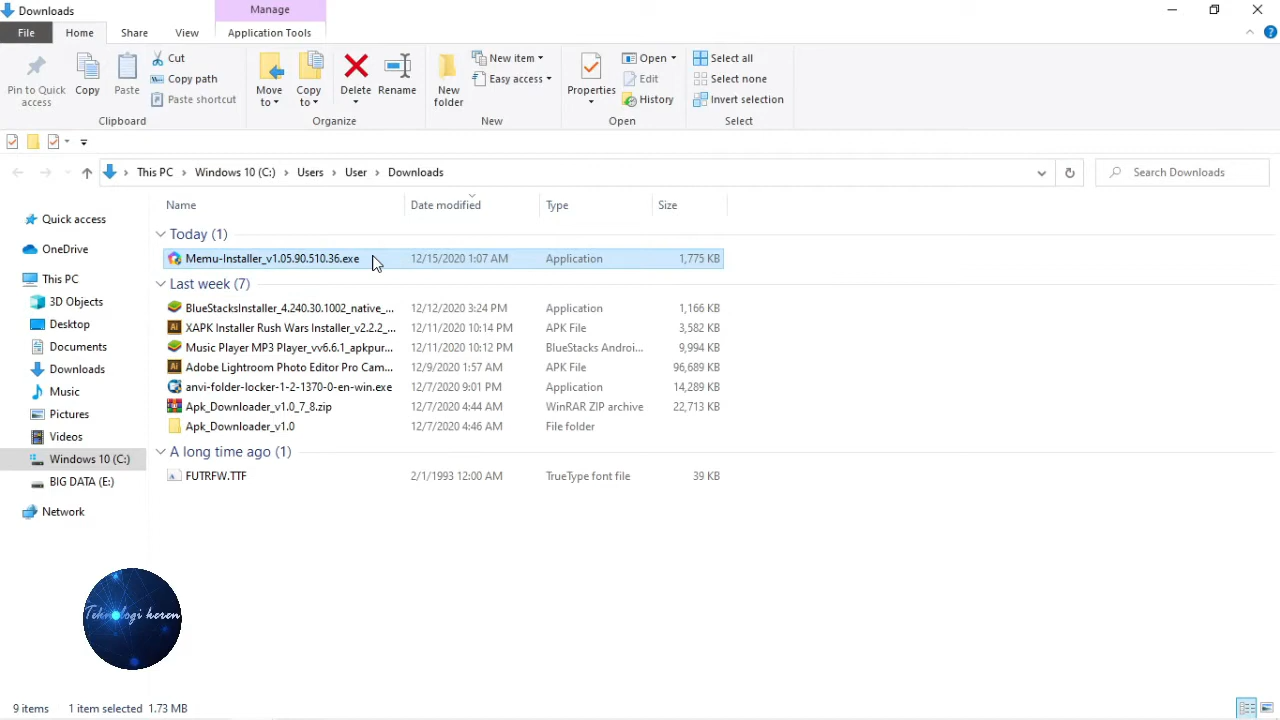 Downloads
Manage
File Home Share View Application Tools
Pin to Quick access
Copy
Paste
Cut
Copy path
Paste shortcut
Clipboard
Move to
Copy to
Delete
Rename
Organize
New folder
New item
Easy access
New
Properties
Open
Edit
History
Open
Select all
Select none
Invert selection
Select
This PC > Windows 10 (C:) > Users > User > Downloads
Search Downloads
Quick access
OneDrive
This PC
3D Objects
Desktop
Documents
Downloads
Music
Pictures
Videos
Windows 10 (C:)
BIG DATA (E:)
Network
Name Date modified Type Size
Today (1)
Memu-Installer_v1.05.90.510.36.exe 12/15/2020 1:07 AM Application 1,775 KB
Last week (7)
BlueStacksInstaller_4.240.30.1002_native_... 12/12/2020 3:24 PM Application 1,166 KB
XAPK Installer Rush Wars Installer_v2.2.2_... 12/11/2020 10:14 PM APK File 3,582 KB
Music Player MP3 Player_vv6.6.1_apkpur... 12/11/2020 10:12 PM BlueStacks Androi... 9,994 KB
Adobe Lightroom Photo Editor Pro Cam... 12/9/2020 1:57 AM APK File 96,689 KB
anvi-folder-locker-1-2-1370-0-en-win.exe 12/7/2020 9:01 PM Application 14,289 KB
Apk_Downloader_v1.0_7_8.zip 12/7/2020 4:44 AM WinRAR ZIP archive 22,713 KB
Apk_Downloader_v1.0 12/7/2020 4:46 AM File folder
A long time ago (1)
FUTRFW.TTF 2/1/1993 12:00 AM TrueType font file 39 KB
Teknologi keren
9 items 1 item selected 1.73 MB